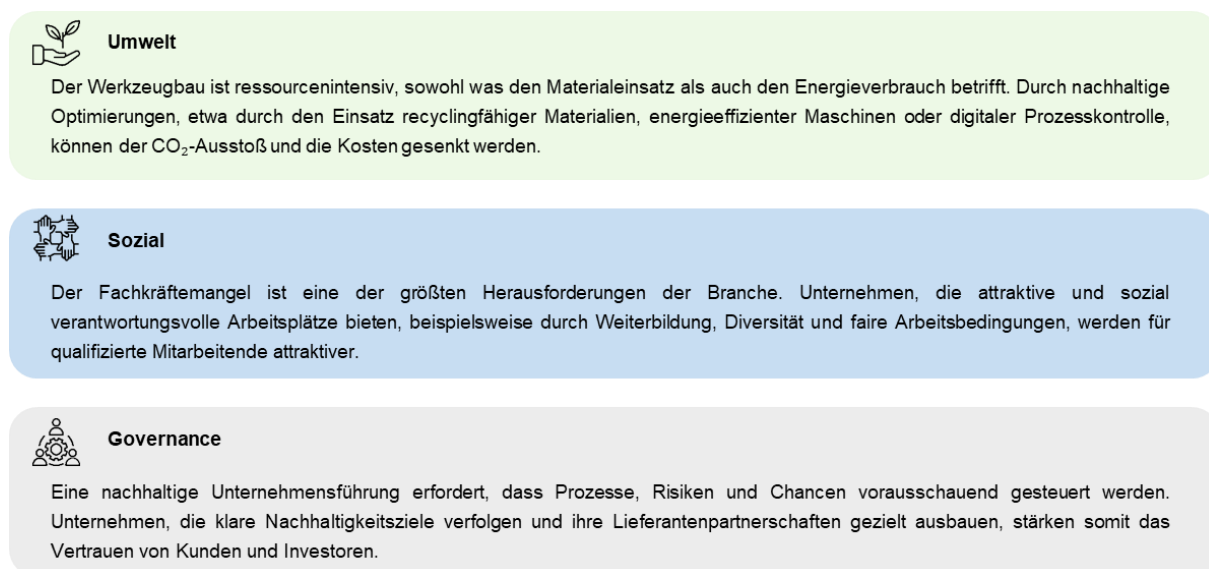 Umwelt
Der Werkzeugbau ist ressourcenintensiv, sowohl was den Materialeinsatz als auch den Energieverbrauch betrifft. Durch nachhaltige
Optimierungen, etwa durch den Einsatz recyclingfähiger Materialien, energieeffizienter Maschinen oder digitaler Prozesskontrolle,
können der CO₂-Ausstoß und die Kosten gesenkt werden.
Sozial
Der Fachkräftemangel ist eine der größten Herausforderungen der Branche. Unternehmen, die attraktive und sozial
verantwortungsvolle Arbeitsplätze bieten, beispielsweise durch Weiterbildung, Diversität und faire Arbeitsbedingungen, werden für
qualifizierte Mitarbeitende attraktiver.
Governance
Eine nachhaltige Unternehmensführung erfordert, dass Prozesse, Risiken und Chancen vorausschauend gesteuert werden.
Unternehmen, die klare Nachhaltigkeitsziele verfolgen und ihre Lieferantenpartnerschaften gezielt ausbauen, stärken somit das
Vertrauen von Kunden und Investoren.